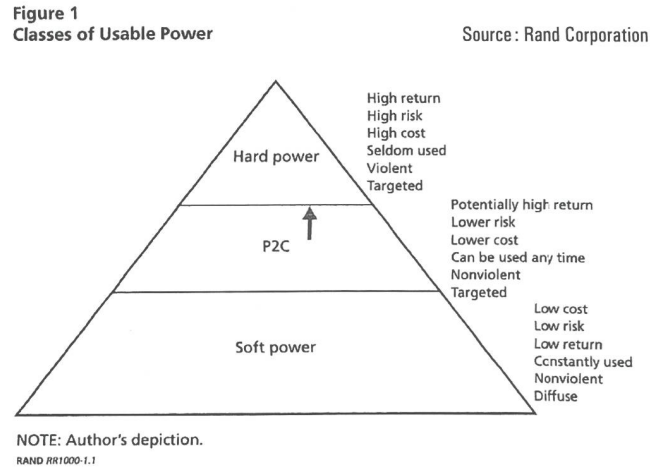 Figure 1
Classes of Usable Power
Source: Rand Corporation
High return
High risk
High cost
Seldom used
Violent
Targeted
Hard power
Potentially high return
Lower risk
Lower cost
Can be used any time
Nonviolent
Targeted
P2C
Low cost
Low risk
Low return
Constantly used
Nonviolent
Diffuse
Soft power
NOTE: Author's depiction.
RAND RR1000-1.1